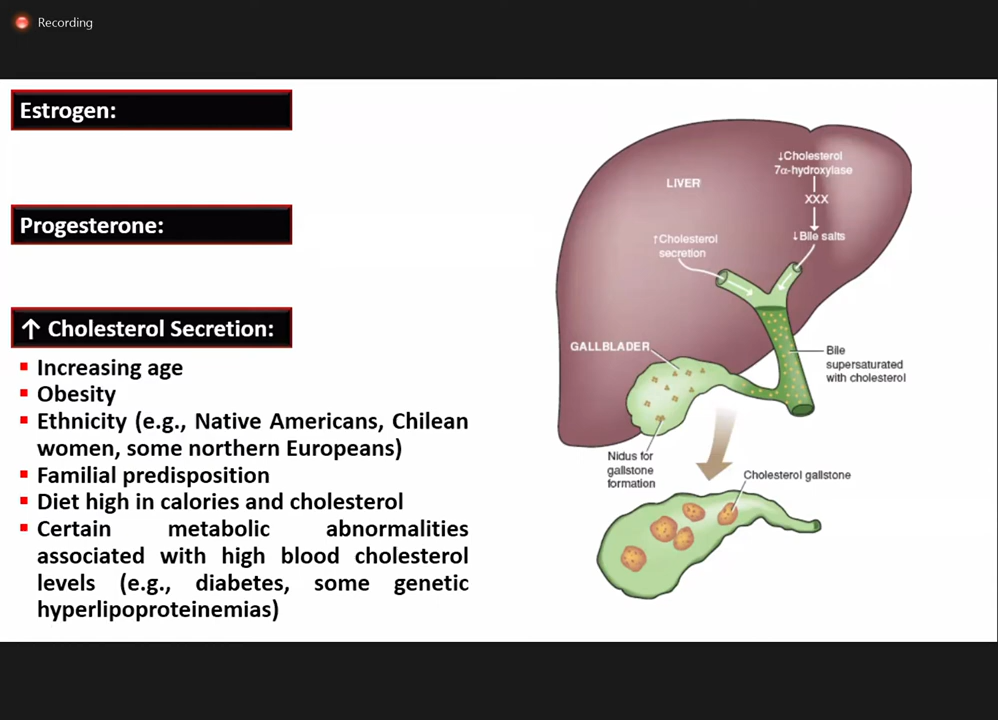 Recording
Estrogen:
Progesterone:
↑ Cholesterol Secretion:
Increasing age
Obesity
Ethnicity (e.g., Native Americans, Chilean
women, some northern Europeans)
Familial predisposition
Diet high in calories and cholesterol
Certain metabolic abnormalities
associated with high blood cholesterol
levels (e.g., diabetes, some genetic
hyperlipoproteinemias)
LIVER
↓Cholesterol
7α-hydroxylase
XXX
↓Bile salts
↑Cholesterol
secretion
GALLBLADER
Bile
supersaturated
with cholesterol
Nidus for
gallstone
formation
Cholesterol gallstone